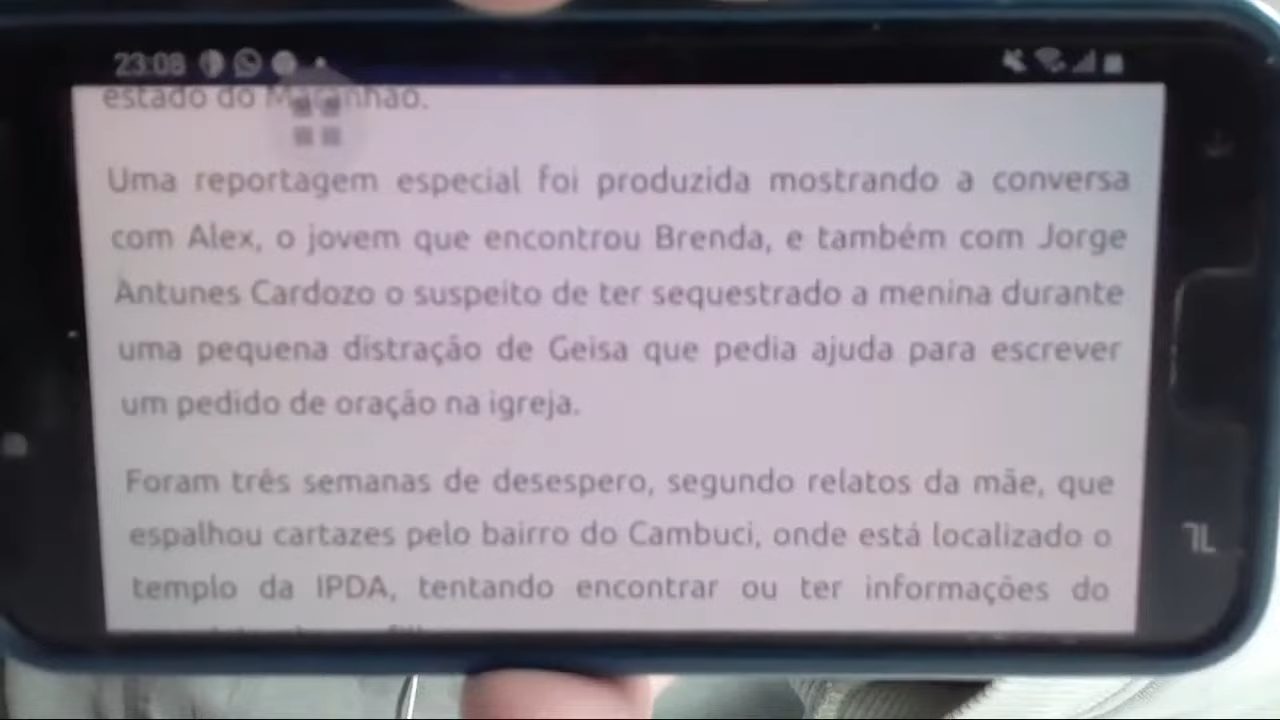 23:08
estado do Maranhão.
Uma reportagem especial foi produzida mostrando a conversa
com Alex, o jovem que encontrou Brenda, e também com Jorge
Antunes Cardozo o suspeito de ter sequestrado a menina durante
uma pequena distração de Geisa que pedia ajuda para escrever
um pedido de oração na igreja.
Foram três semanas de desespero, segundo relatos da mãe, que
espalhou cartazes pelo bairro do Cambuci, onde está localizado o
templo da IPDA, tentando encontrar ou ter informações do